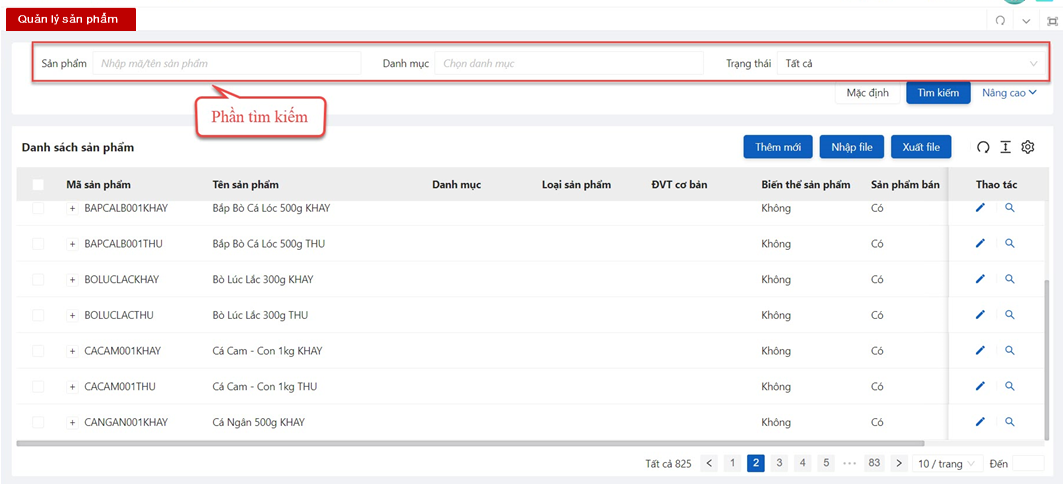 Quản lý sản phẩm
Sản phẩm Nhập mã/tên sản phẩm Danh mục Chọn danh mục Trạng thái Tất cả
Mặc định Tìm kiếm Nâng cao
Phần tìm kiếm
Danh sách sản phẩm Thêm mới Nhập file Xuất file
Mã sản phẩm Tên sản phẩm Danh mục Loại sản phẩm ĐVT cơ bản Biến thể sản phẩm Sản phẩm bán Thao tác
+ BAPCALB001KHAY Bắp Bò Cá Lóc 500g KHAY Không Có
+ BAPCALB001THU Bắp Bò Cá Lóc 500g THU Không Có
+ BOLUCLACKHAY Bò Lúc Lắc 300g KHAY Không Có
+ BOLUCLACTHU Bò Lúc Lắc 300g THU Không Có
+ CACAM001KHAY Cá Cam - Con 1kg KHAY Không Có
+ CACAM001THU Cá Cam - Con 1kg THU Không Có
+ CANGAN001KHAY Cá Ngân 500g KHAY Không Có
Tất cả 825 < 1 2 3 4 5 ··· 83 > 10 / trang Đến